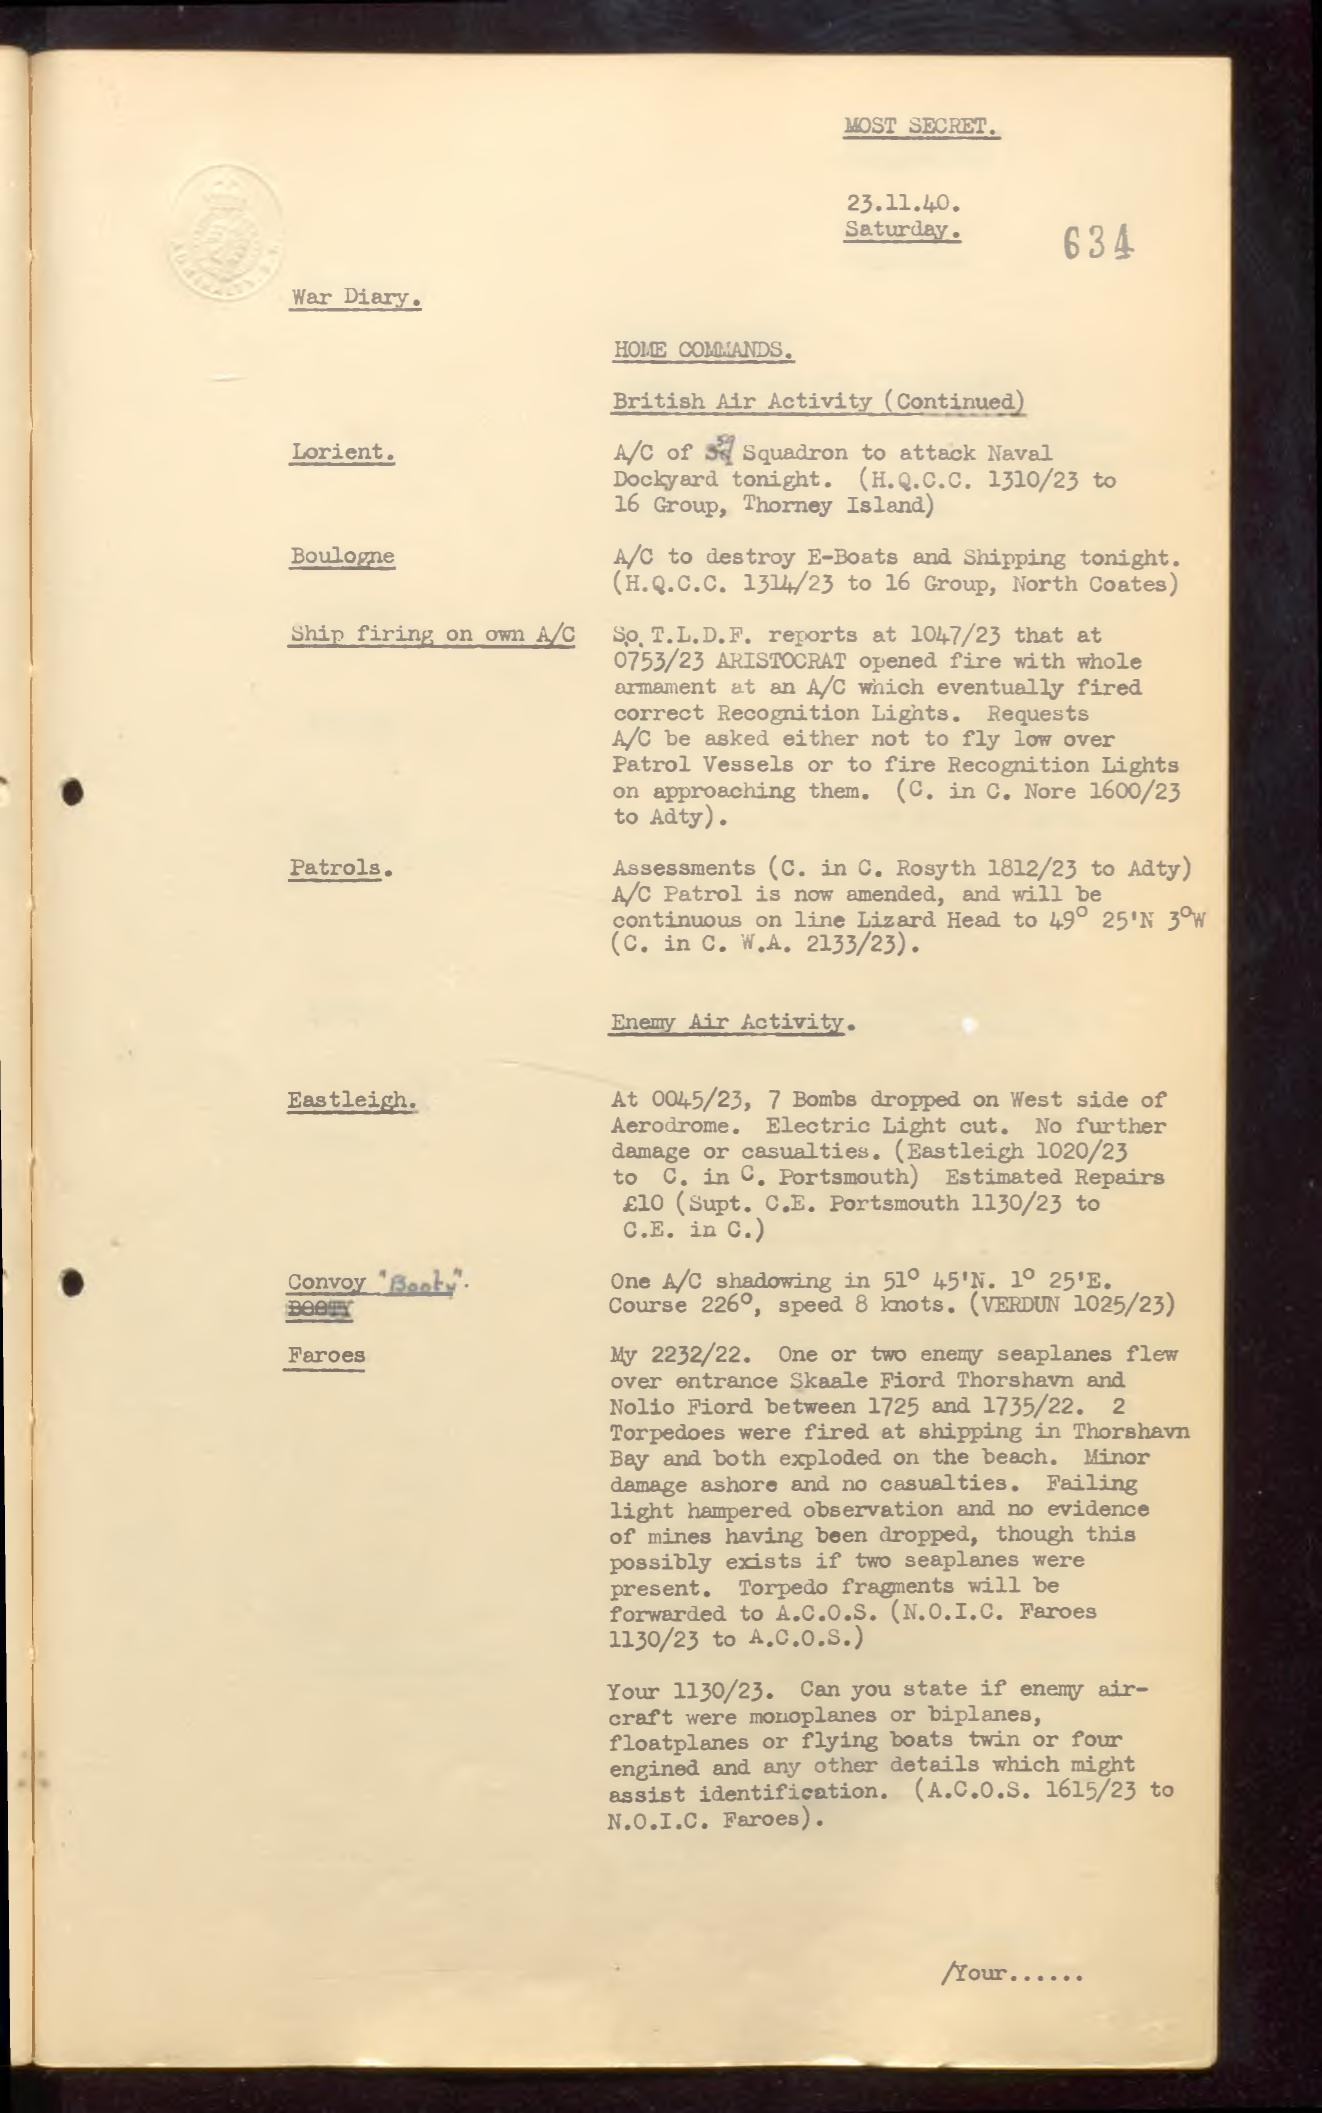 MOST SECRET.
23.11.40.
Saturday.
634
War Diary.
HOME COMMANDS.
British Air Activity (Continued)
Lorient.
A/C of Squadron to attack Naval
Dockyard tonight. (H.Q.C.C. 1310/23 to
16 Group, Thorney Island)
Boulogne
A/C to destroy E-Boats and Shipping tonight.
(H.Q.C.C. 1314/23 to 16 Group, North Coates)
Ship firing on own A/C
So. T.L.D.F. reports at 1047/23 that at
0753/23 ARISTOCRAT opened fire with whole
armament at an A/C which eventually fired
correct Recognition Lights. Requests
A/C be asked either not to fly low over
Patrol Vessels or to fire Recognition Lights
on approaching them. (C. in C. Nore 1600/23
to Adty).
Patrols.
Assessments (C. in C. Rosyth 1812/23 to Adty)
A/C Patrol is now amended, and will be
continuous on line Lizard Head to 49° 25'N 3°W
(C. in C. W.A. 2133/23).
Enemy Air Activity.
Eastleigh.
At 0045/23, 7 Bombs dropped on West side of
Aerodrome. Electric Light cut. No further
damage or casualties. (Eastleigh 1020/23
to C. in C. Portsmouth) Estimated Repairs
£10 (Supt. C.E. Portsmouth 1130/23 to
C.E. in C.)
Convoy "Booty".
BOOTY
One A/C shadowing in 51° 45'N. 1° 25'E.
Course 226°, speed 8 knots. (VERDUN 1025/23)
Faroes
My 2232/22. One or two enemy seaplanes flew
over entrance Skaale Fiord Thorshavn and
Nolio Fiord between 1725 and 1735/22. 2
Torpedoes were fired at shipping in Thorshavn
Bay and both exploded on the beach. Minor
damage ashore and no casualties. Failing
light hampered observation and no evidence
of mines having been dropped, though this
possibly exists if two seaplanes were
present. Torpedo fragments will be
forwarded to A.C.O.S. (N.O.I.C. Faroes
1130/23 to A.C.O.S.)
Your 1130/23. Can you state if enemy air-
craft were monoplanes or biplanes,
floatplanes or flying boats twin or four
engined and any other details which might
assist identification. (A.C.O.S. 1615/23 to
N.O.I.C. Faroes).
/Your......